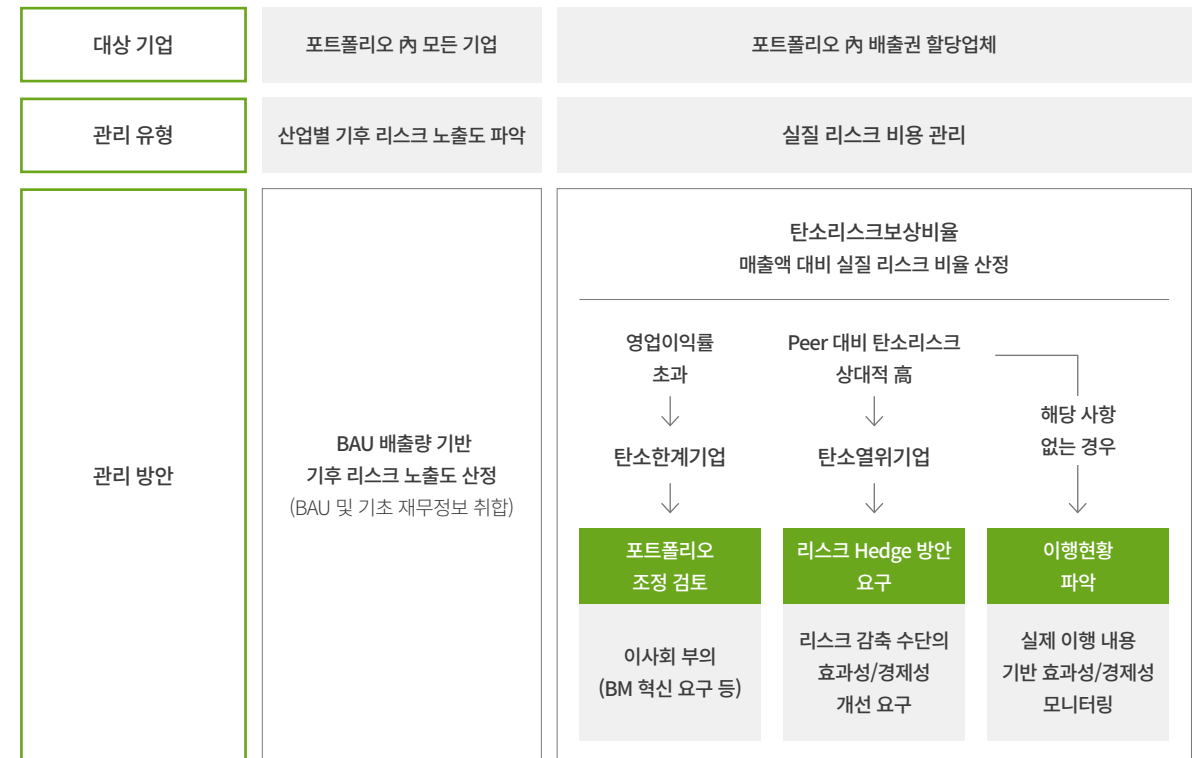 대상 기업
포트폴리오 內 모든 기업
포트폴리오 內 배출권 할당업체
관리 유형
산업별 기후 리스크 노출도 파악
실질 리스크 비용 관리
관리 방안
BAU 배출량 기반
기후 리스크 노출도 산정
(BAU 및 기초 재무정보 취합)
탄소리스크보상비율
매출액 대비 실질 리스크 비율 산정
영업이익률
초과
탄소한계기업
포트폴리오
조정 검토
이사회 부의
(BM 혁신 요구 등)
Peer 대비 탄소리스크
상대적 高
탄소열위기업
리스크 Hedge 방안
요구
리스크 감축 수단의
효과성/경제성
개선 요구
해당 사항
없는 경우
이행현황
파악
실제 이행 내용
기반 효과성/경제성
모니터링